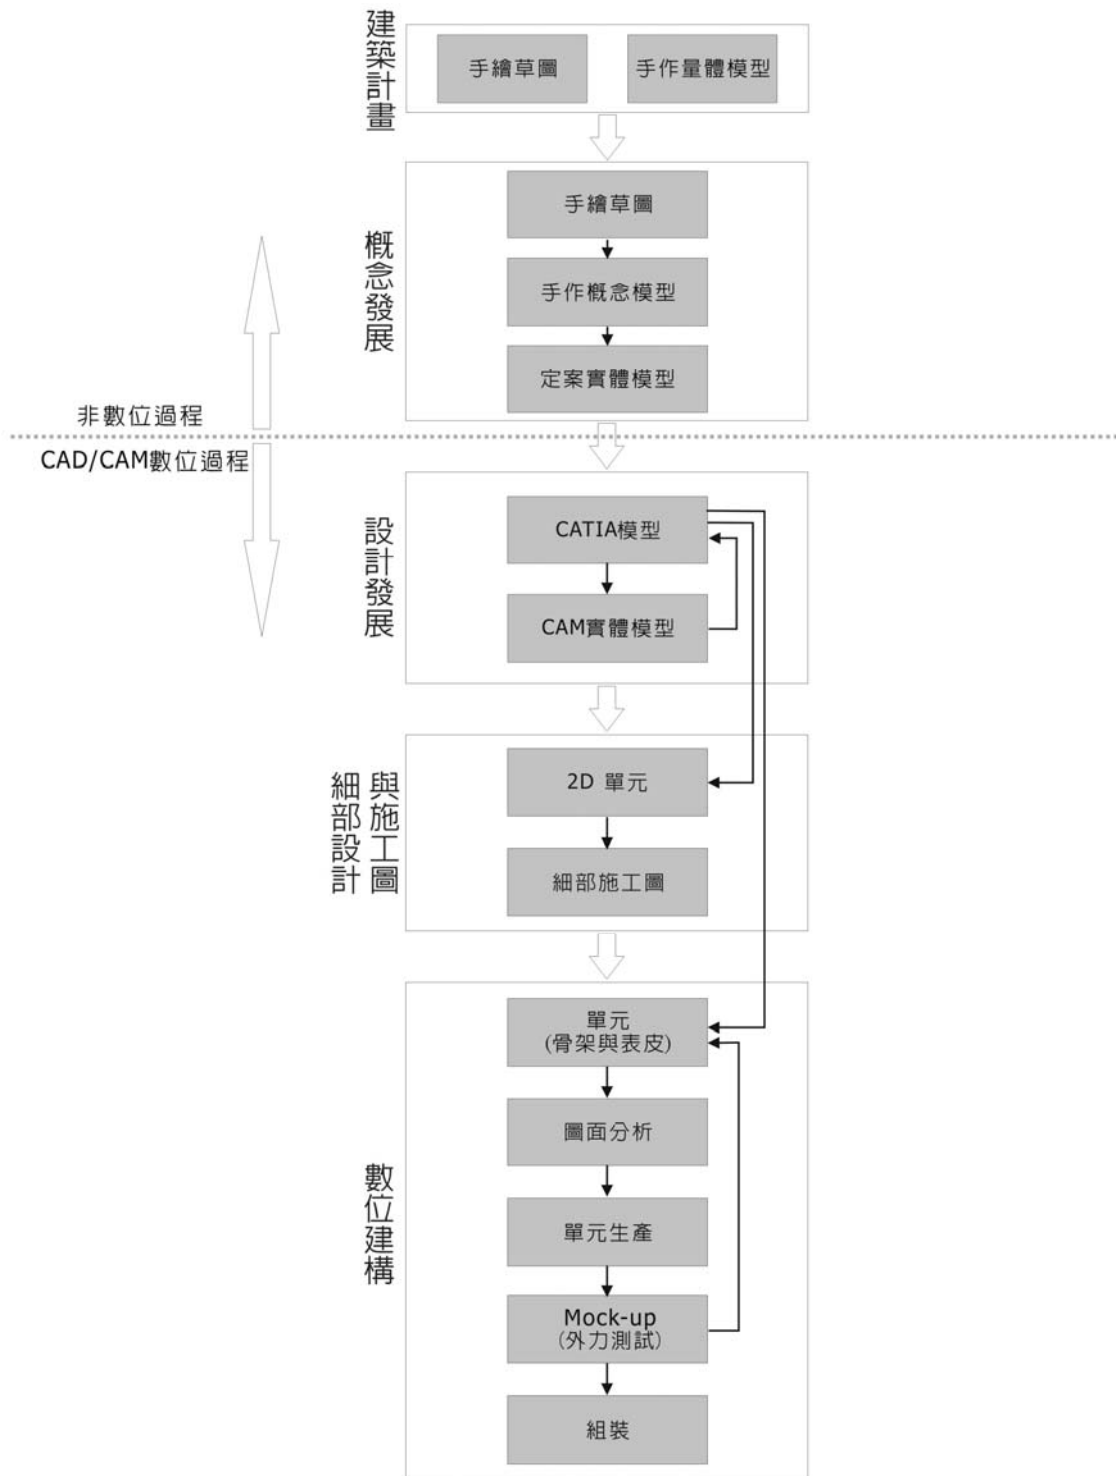 建築計畫
手繪草圖
手作量體模型
概念發展
手繪草圖
手作概念模型
定案實體模型
非數位過程
CAD/CAM數位過程
設計發展
CATIA模型
CAM實體模型
細部設計
與施工圖
2D 單元
細部施工圖
數位建構
單元
(骨架與表皮)
圖面分析
單元生產
Mock-up
(外力測試)
組裝